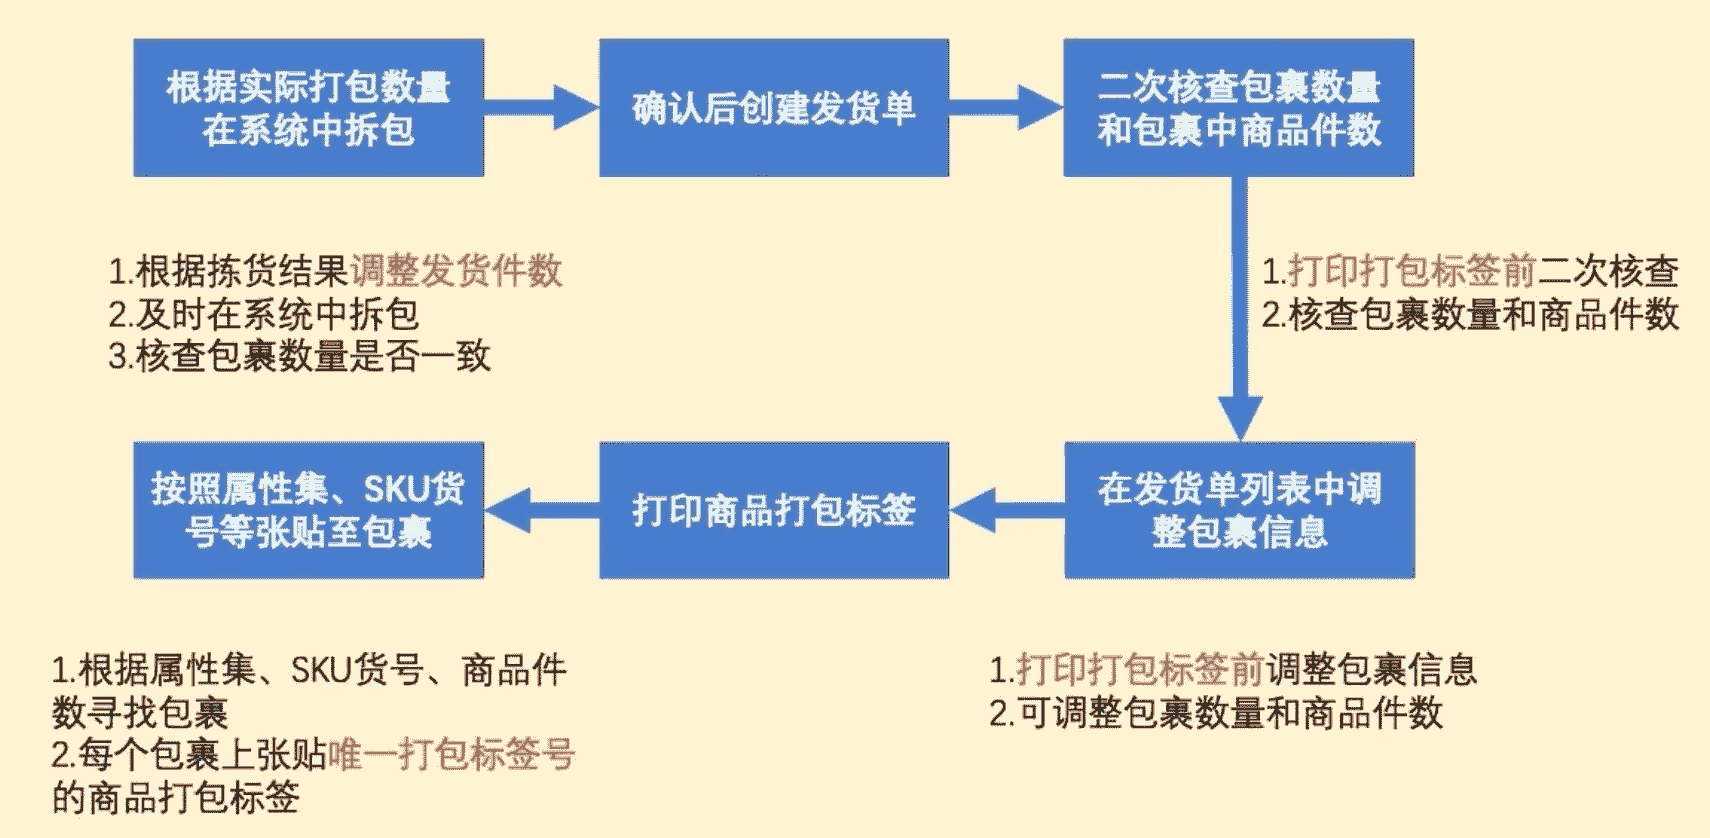 根据实际打包数量
在系统中拆包
确认后创建发货单
二次核查包裹数量
和包裹中商品件数
1.根据拣货结果调整发货件数
2.及时在系统中拆包
3.核查包裹数量是否一致
1.打印打包标签前二次核查
2.核查包裹数量和商品件数
按照属性集、SKU货
号等张贴至包裹
打印商品打包标签
在发货单列表中调
整包裹信息
1.根据属性集、SKU货号、商品件
数寻找包裹
2.每个包裹上张贴唯一打包标签号
的商品打包标签
1.打印打包标签前调整包裹信息
2.可调整包裹数量和商品件数